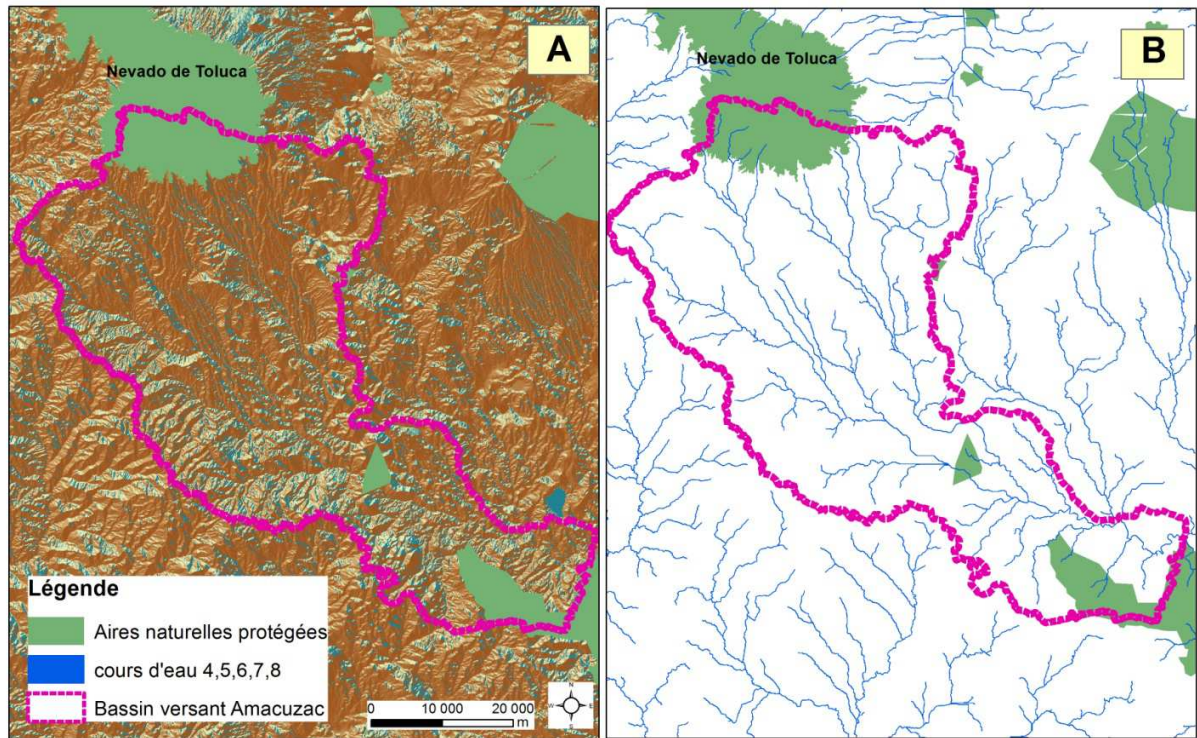 A
B
Nevado de Toluca
Nevado de Toluca
Légende
Aires naturelles protégées
cours d'eau 4,5,6,7,8
Bassin versant Amacuzac
N
W E
S
0 10 000 20 000
m